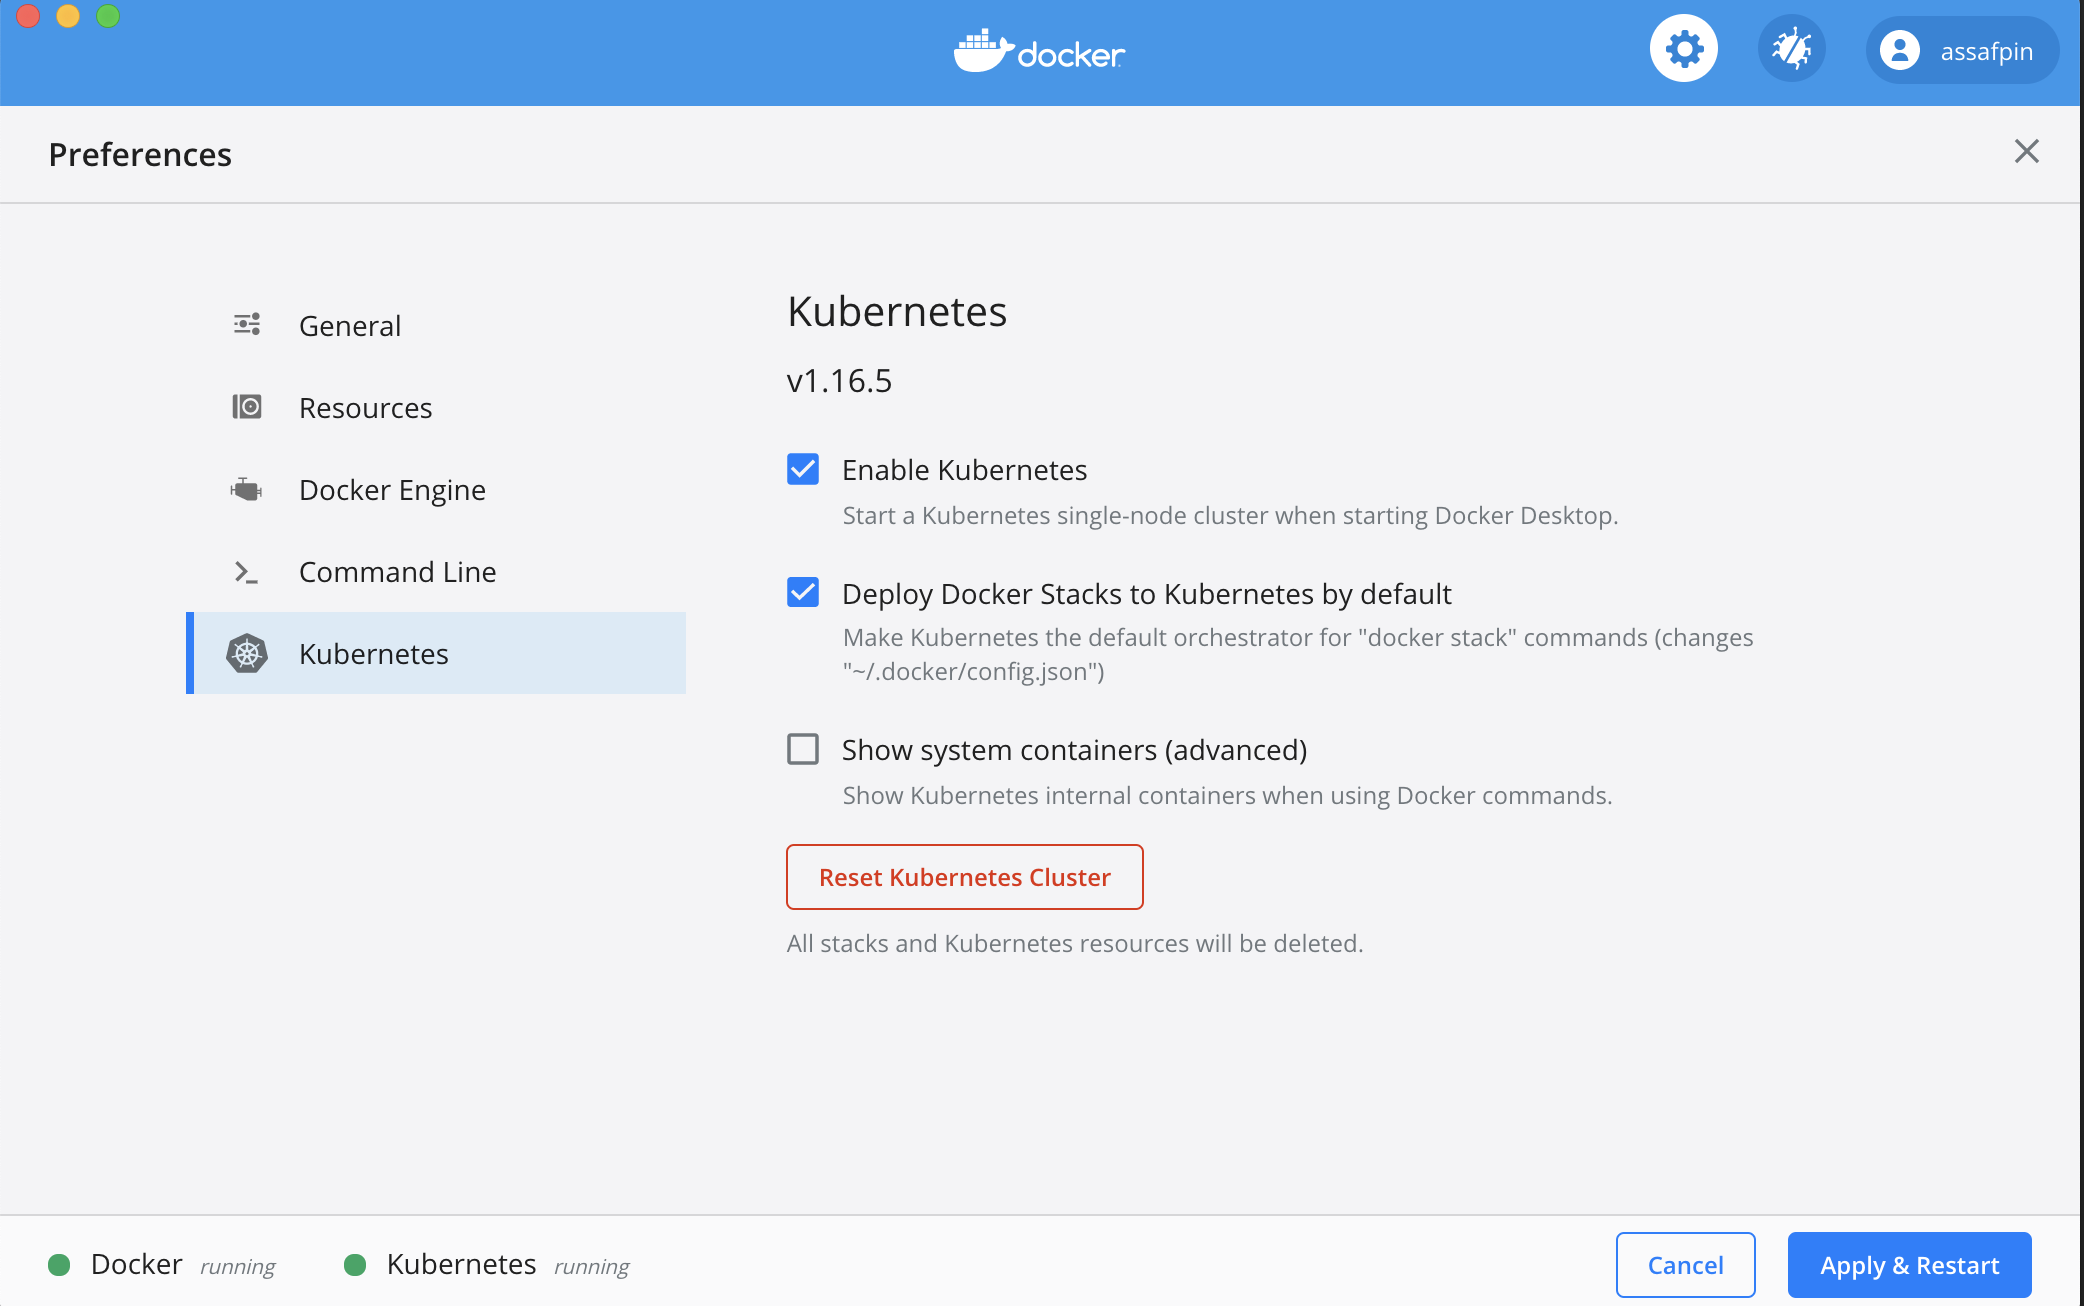 docker
assafpin
Preferences
General
Resources
Docker Engine
Command Line
Kubernetes
Kubernetes
v1.16.5
Enable Kubernetes
Start a Kubernetes single-node cluster when starting Docker Desktop.
Deploy Docker Stacks to Kubernetes by default
Make Kubernetes the default orchestrator for "docker stack" commands (changes
"~/.docker/config.json")
Show system containers (advanced)
Show Kubernetes internal containers when using Docker commands.
Reset Kubernetes Cluster
All stacks and Kubernetes resources will be deleted.
Docker running Kubernetes running
Cancel Apply & Restart